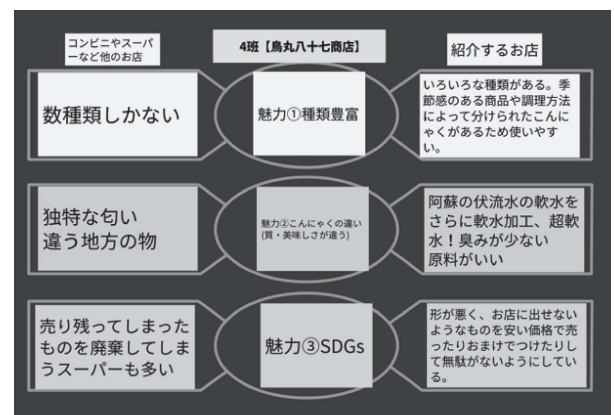 コンビニやスーパ
ーなど他のお店
4班【鳥丸八十七商店】
紹介するお店
数種類しかない
魅力①種類豊富
いろいろな種類がある。季
節感のある商品や調理方法
によって分けられたこんに
ゃくがあるため使いやす
い。
独特な匂い
違う地方の物
魅力②こんにゃくの違い
(質・美味しさが違う)
阿蘇の伏流水の軟水を
さらに軟水加工、超軟
水！臭みが少ない
原料がいい
売り残ってしまった
ものを廃棄してしま
うスーパーも多い
魅力③SDGs
形が悪く、お店に出せない
ようなものを安い価格で売
ったりおまけでつけたりし
て無駄がないようにしてい
る。